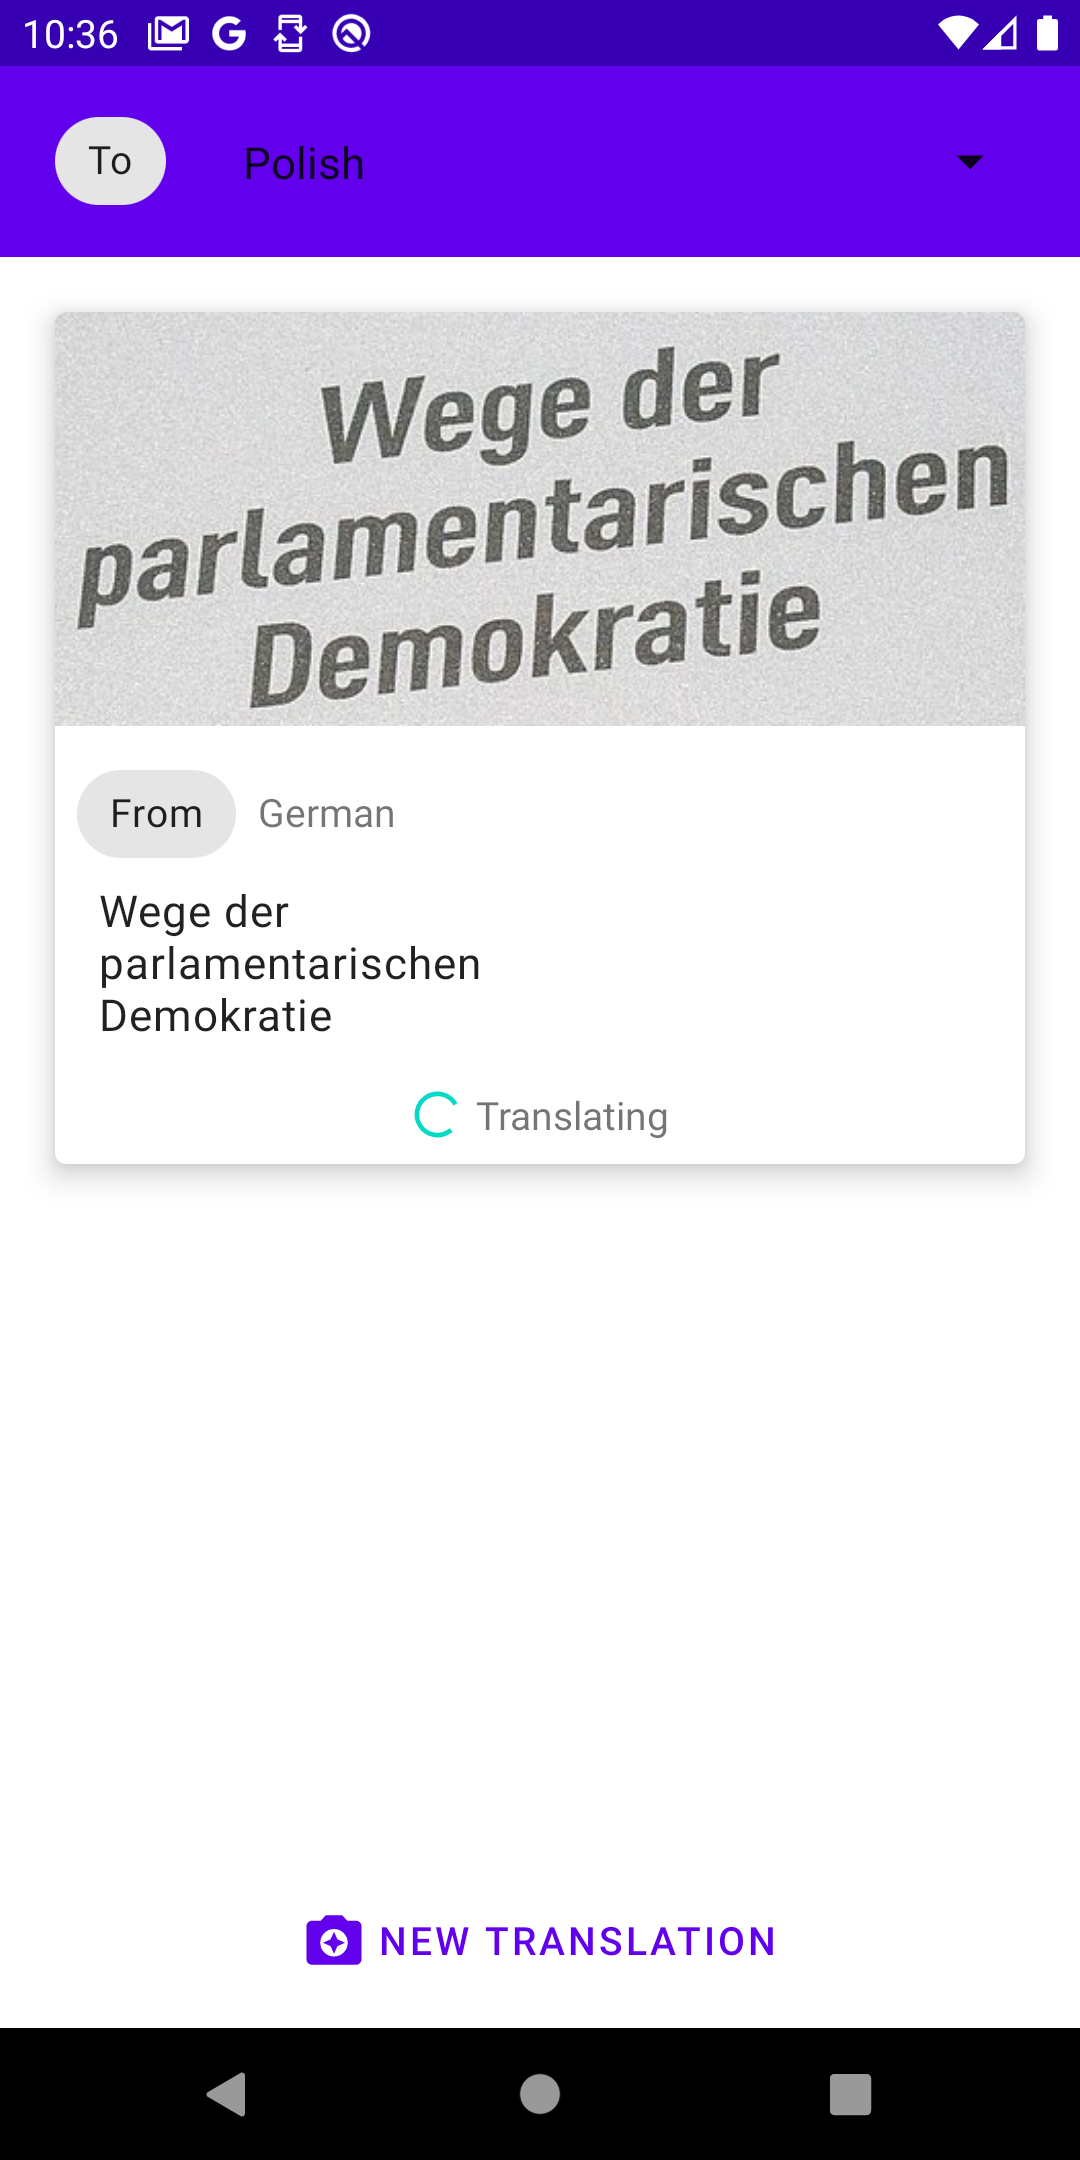 10:36
To Polish
Wege der
parlamentarischen
Demokratie
From German
Wege der
parlamentarischen
Demokratie
Translating
NEW TRANSLATION